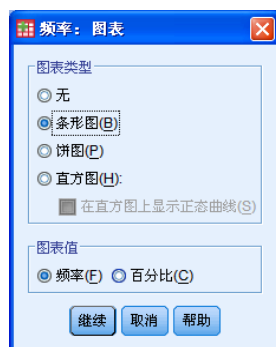 频率：图表
图表类型
无
条形图(B)
饼图(P)
直方图(H):
在直方图上显示正态曲线(S)
图表值
频率(F) 百分比(C)
继续 取消 帮助